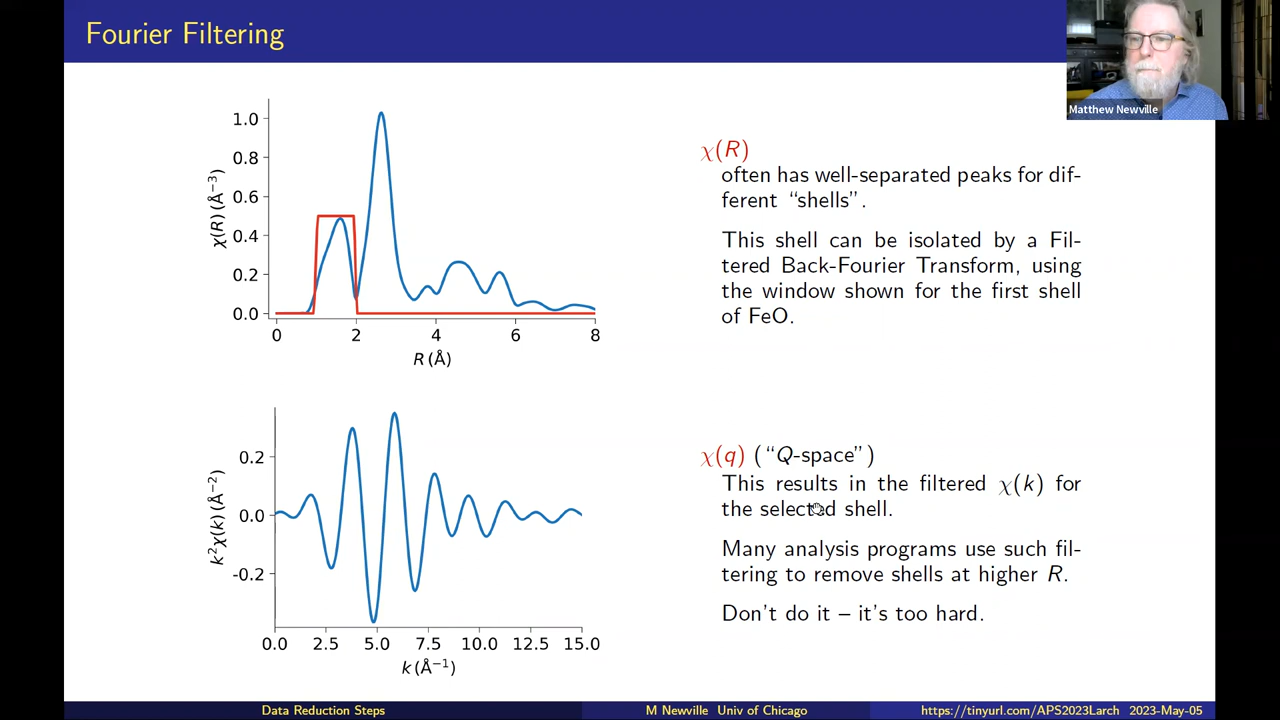 Fourier Filtering
Matthew Newville
χ(R) (Å⁻³)
1.0
0.8
0.6
0.4
0.2
0.0
0 2 4 6 8
R (Å)
χ(R)
often has well-separated peaks for dif-
ferent “shells”.
This shell can be isolated by a Fil-
tered Back-Fourier Transform, using
the window shown for the first shell
of FeO.
k²χ(k) (Å⁻²)
0.2
0.0
-0.2
0.0 2.5 5.0 7.5 10.0 12.5 15.0
k (Å⁻¹)
χ(q) (“Q-space”)
This results in the filtered χ(k) for
the selected shell.
Many analysis programs use such fil-
tering to remove shells at higher R.
Don't do it – it's too hard.
Data Reduction Steps
M Newville Univ of Chicago
https://tinyurl.com/APS2023Larch 2023-May-05